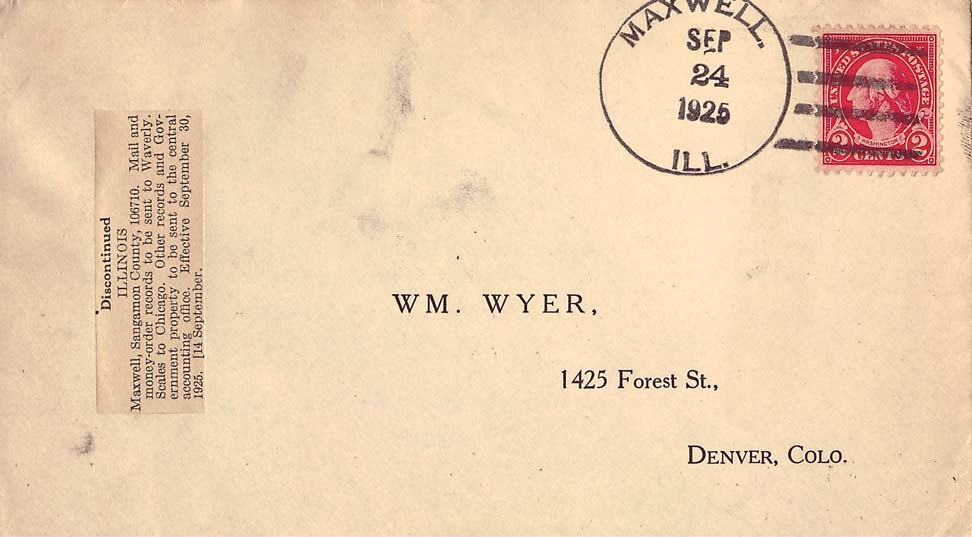 MAXWELL.
SEP
24
1925
ILL.
UNITED STATES POSTAGE
WASHINGTON
2 CENTS 2
Discontinued
ILLINOIS
Maxwell, Sangamon County, 106710. Mail and
money-order records to be sent to Waverly.
Scales to Chicago. Other records and Gov-
ernment property to be sent to the central
accounting office. Effective September 30,
1925. [14 September.
WM. WYER,
1425 Forest St.,
DENVER, COLO.